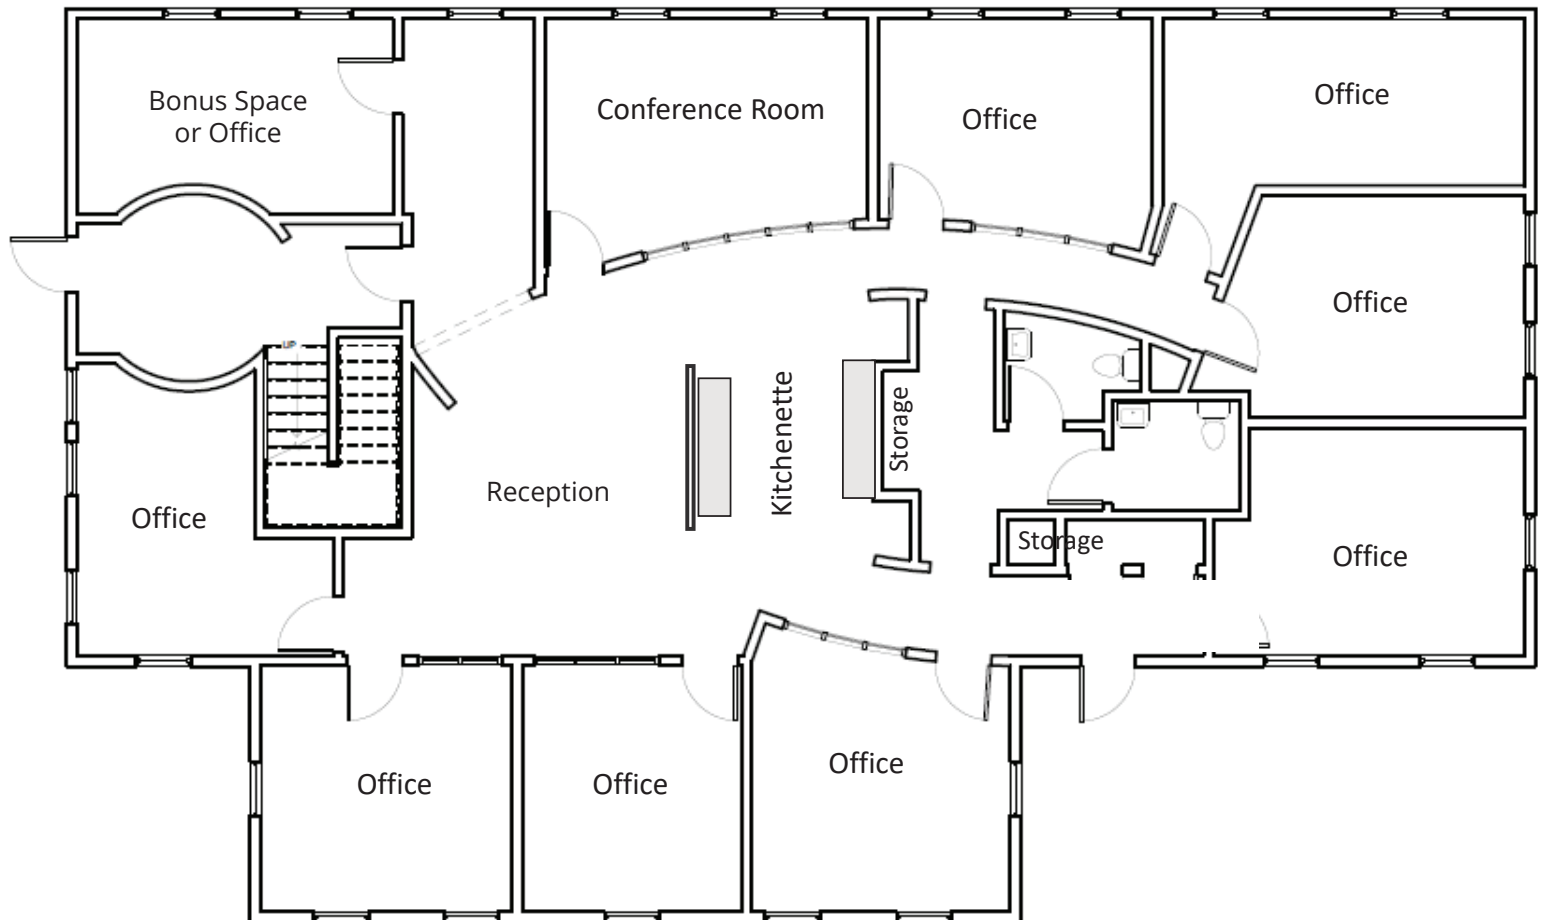 Bonus Space
or Office
Conference Room
Office
Office
Office
UP
Kitchenette
Storage
Reception
Office
Storage
Office
Office
Office
Office